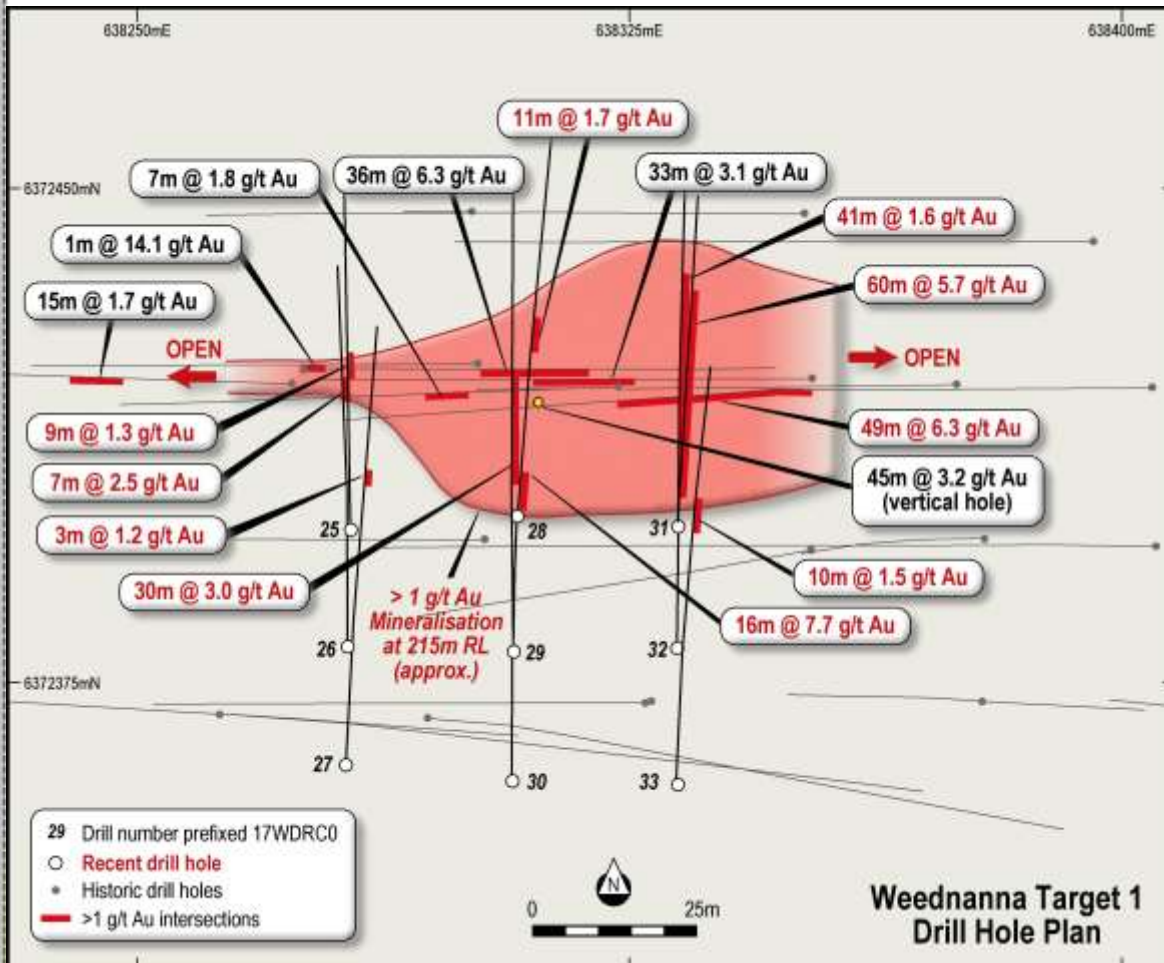 638250mE
638325mE
638400mE
11m @ 1.7 g/t Au
6372450mN
7m @ 1.8 g/t Au
36m @ 6.3 g/t Au
33m @ 3.1 g/t Au
41m @ 1.6 g/t Au
1m @ 14.1 g/t Au
60m @ 5.7 g/t Au
15m @ 1.7 g/t Au
OPEN
OPEN
9m @ 1.3 g/t Au
49m @ 6.3 g/t Au
7m @ 2.5 g/t Au
45m @ 3.2 g/t Au
(vertical hole)
3m @ 1.2 g/t Au
25
28
31
30m @ 3.0 g/t Au
> 1 g/t Au
Mineralisation
at 215m RL
(approx.)
10m @ 1.5 g/t Au
16m @ 7.7 g/t Au
26
29
32
6372375mN
27
30
33
29 Drill number prefixed 17WDRC0
Recent drill hole
Historic drill holes
>1 g/t Au intersections
N
0 25m
Weednanna Target 1
Drill Hole Plan